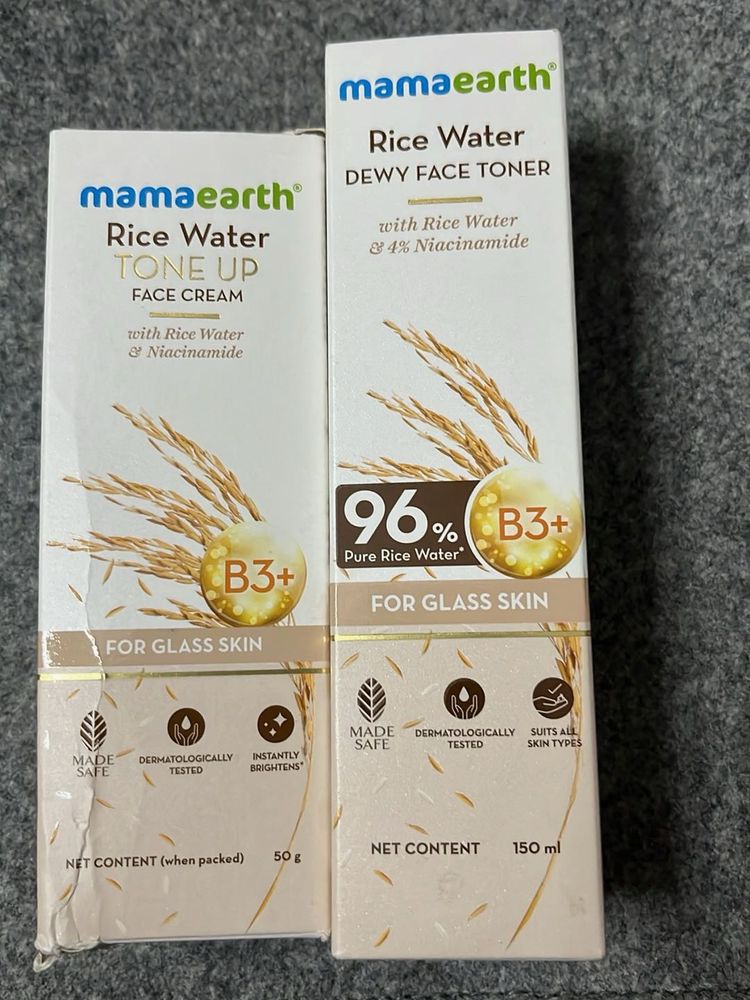 mamaearth®
Rice Water
TONE UP
FACE CREAM
with Rice Water
& Niacinamide
B3+
FOR GLASS SKIN
MADE
SAFE
DERMATOLOGICALLY
TESTED
INSTANTLY
BRIGHTENS*
NET CONTENT (when packed) 50 g
mamaearth®
Rice Water
DEWY FACE TONER
with Rice Water
& 4% Niacinamide
96%
Pure Rice Water*
B3+
FOR GLASS SKIN
MADE
SAFE
DERMATOLOGICALLY
TESTED
SUITS ALL
SKIN TYPES
NET CONTENT 150 ml